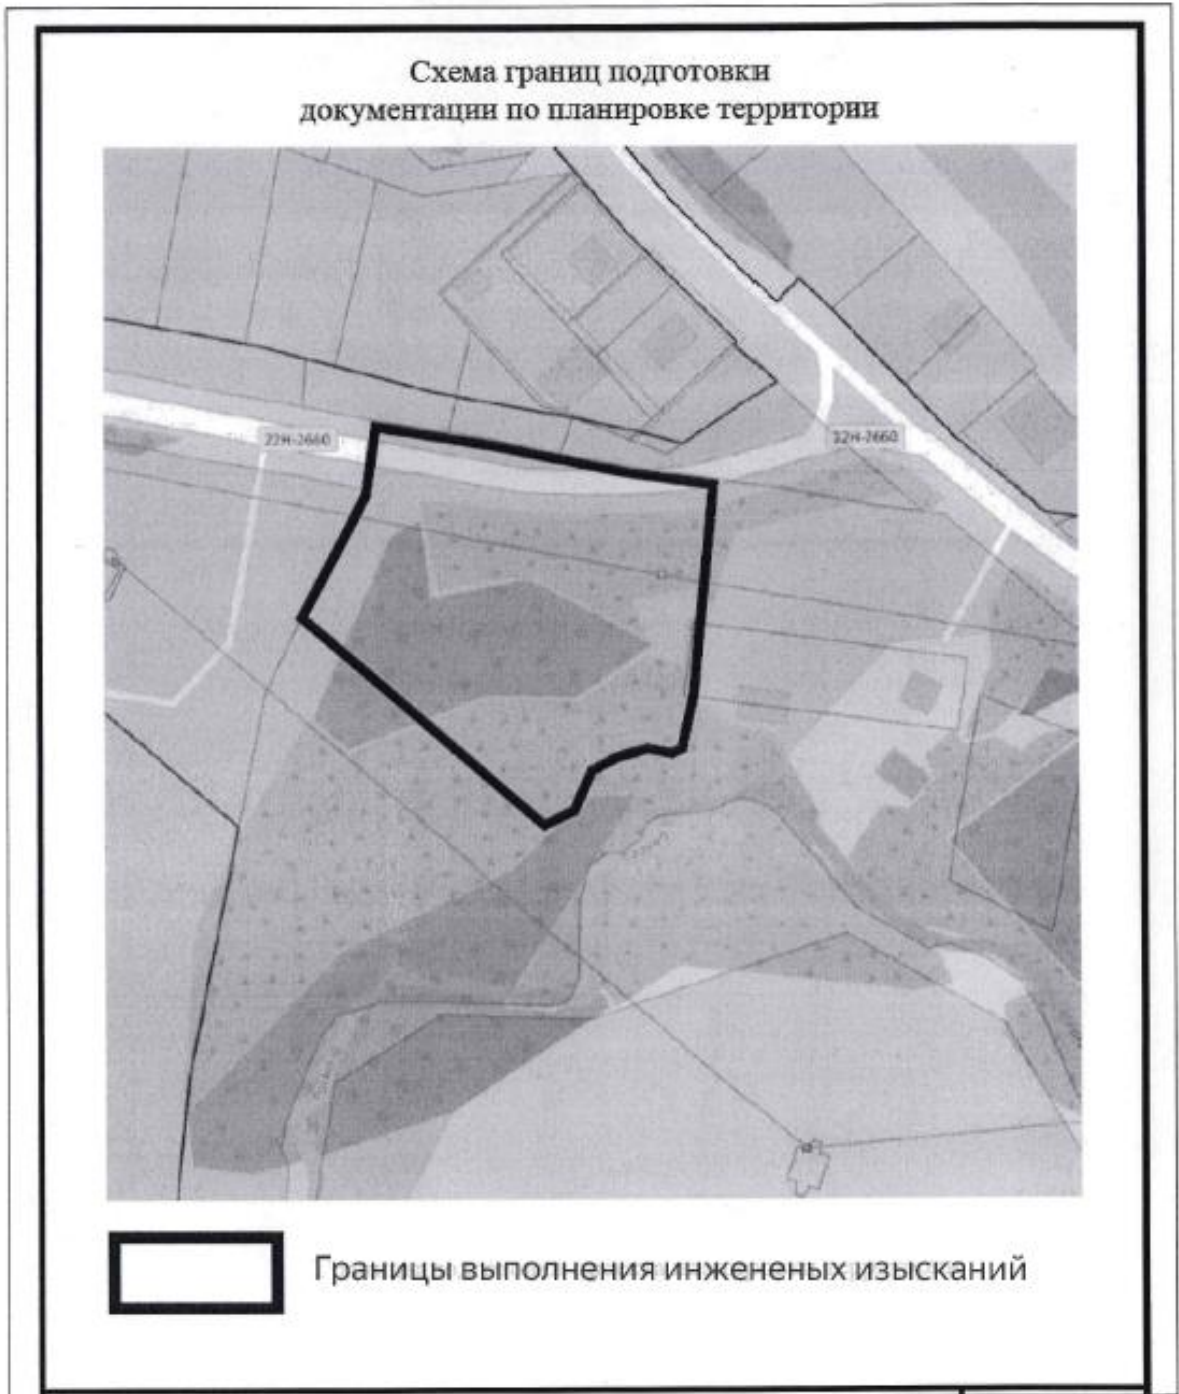 Схема границ подготовки
документации по планировке территории
22Н-2660
22Н-2660
Границы выполнения инжененых изысканий